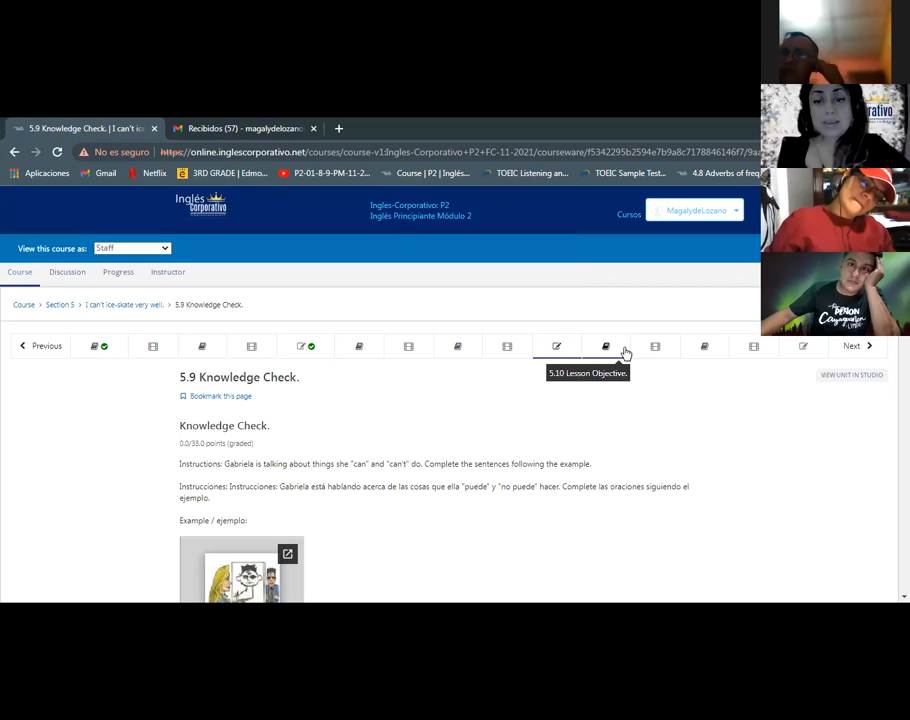 5.9 Knowledge Check. | I can't ice
Recibidos (57) - magalydelozano
No es seguro
https://online.inglescorporativo.net/courses/course-v1:Ingles-Corporativo+P2+FC-11-2021/courseware/f5342295b2594e7b9a8c7178846146f7/9a
Aplicaciones
Gmail
Netflix
3RD GRADE | Edmo...
P2-01-8-9-PM-11-2...
Course | P2 | Inglés...
TOEIC Listening an...
TOEIC Sample Test...
4.8 Adverbs of freq
Inglés
Corporativo
Ingles-Corporativo: P2
Inglés Principiante Módulo 2
Cursos
MagalydeLozano
View this course as:
Staff
Course
Discussion
Progress
Instructor
Course > Section 5 > I can't ice-skate very well. > 5.9 Knowledge Check.
Previous
Next
5.10 Lesson Objective.
5.9 Knowledge Check.
VIEW UNIT IN STUDIO
Bookmark this page
Knowledge Check.
0.0/33.0 points (graded)
Instructions: Gabriela is talking about things she "can" and "can't" do. Complete the sentences following the example.
Instrucciones: Instrucciones: Gabriela está hablando acerca de las cosas que ella "puede" y "no puede" hacer. Complete las oraciones siguiendo el
ejemplo.
Example / ejemplo: